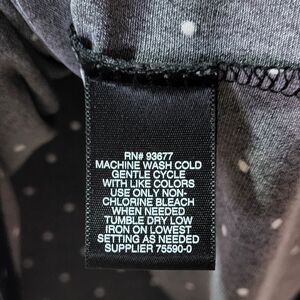 RN# 93677
MACHINE WASH COLD
GENTLE CYCLE
WITH LIKE COLORS
USE ONLY NON-
CHLORINE BLEACH
WHEN NEEDED
TUMBLE DRY LOW
IRON ON LOWEST
SETTING AS NEEDED
SUPPLIER 75590-0